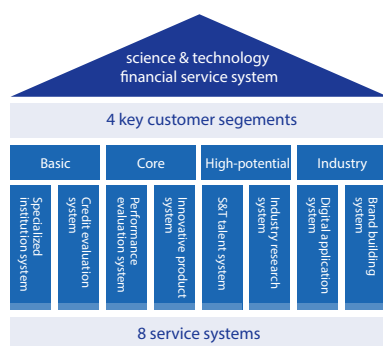 science & technology
financial service system
4 key customer segements
Basic
Core
High-potential
Industry
Specialized
institution system
Credit evaluation
system
Performance
evaluation system
Innovative product
system
S&T talent system
Industry research
system
Digital application
system
Brand building
system
8 service systems